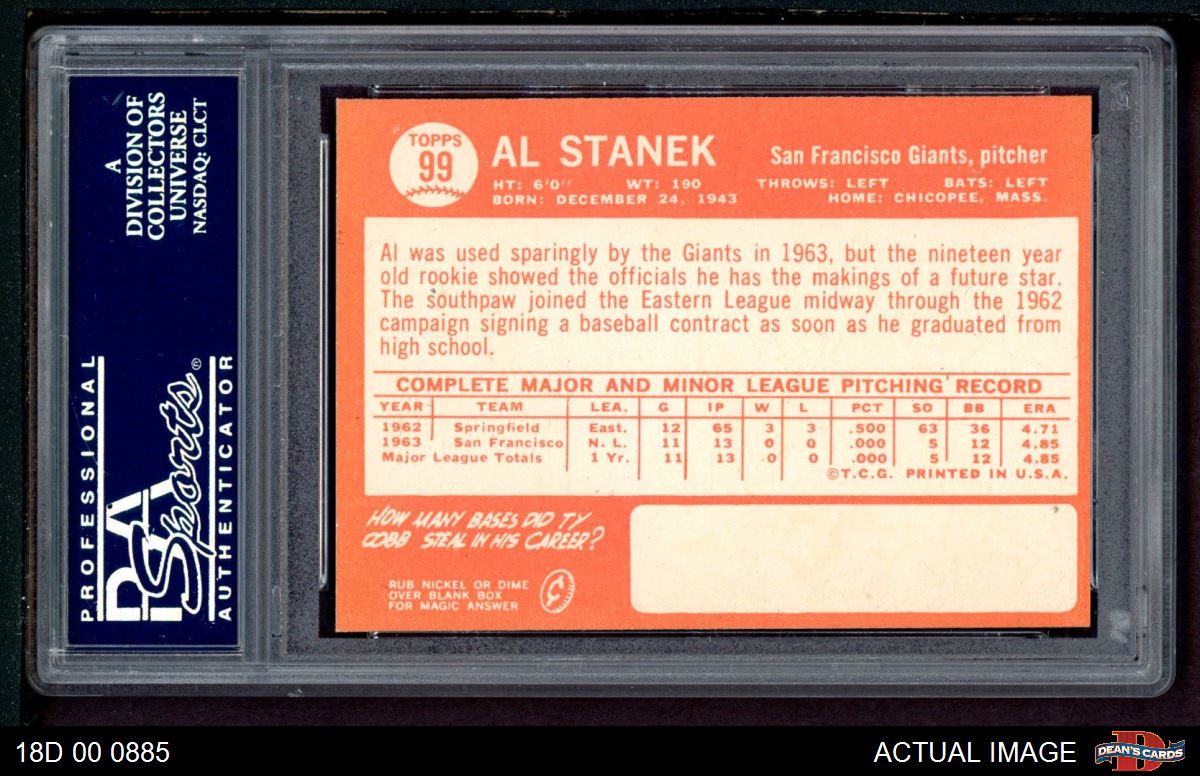 A
DIVISION OF
COLLECTORS
UNIVERSE
NASDAQ: CLCT
PROFESSIONAL
PSA
Sports®
AUTHENTICATOR
TOPPS
99
AL STANEK
San Francisco Giants, pitcher
HT: 6'0" WT: 190 THROWS: LEFT BATS: LEFT
BORN: DECEMBER 24, 1943 HOME: CHICOPEE, MASS.
Al was used sparingly by the Giants in 1963, but the nineteen year
old rookie showed the officials he has the makings of a future star.
The southpaw joined the Eastern League midway through the 1962
campaign signing a baseball contract as soon as he graduated from
high school.
COMPLETE MAJOR AND MINOR LEAGUE PITCHING RECORD
YEAR TEAM LEA. G IP W L PCT SO BB ERA
1962 Springfield East. 12 65 3 3 .500 63 36 4.71
1963 San Francisco N. L. 11 13 0 0 .000 5 12 4.85
Major League Totals 1 Yr. 11 13 0 0 .000 5 12 4.85
©T.C.G. PRINTED IN U.S.A.
HOW MANY BASES DID TY
COBB STEAL IN HIS CAREER?
RUB NICKEL OR DIME
OVER BLANK BOX
FOR MAGIC ANSWER
¢
18D 00 0885
ACTUAL IMAGE
DEAN'S CARDS